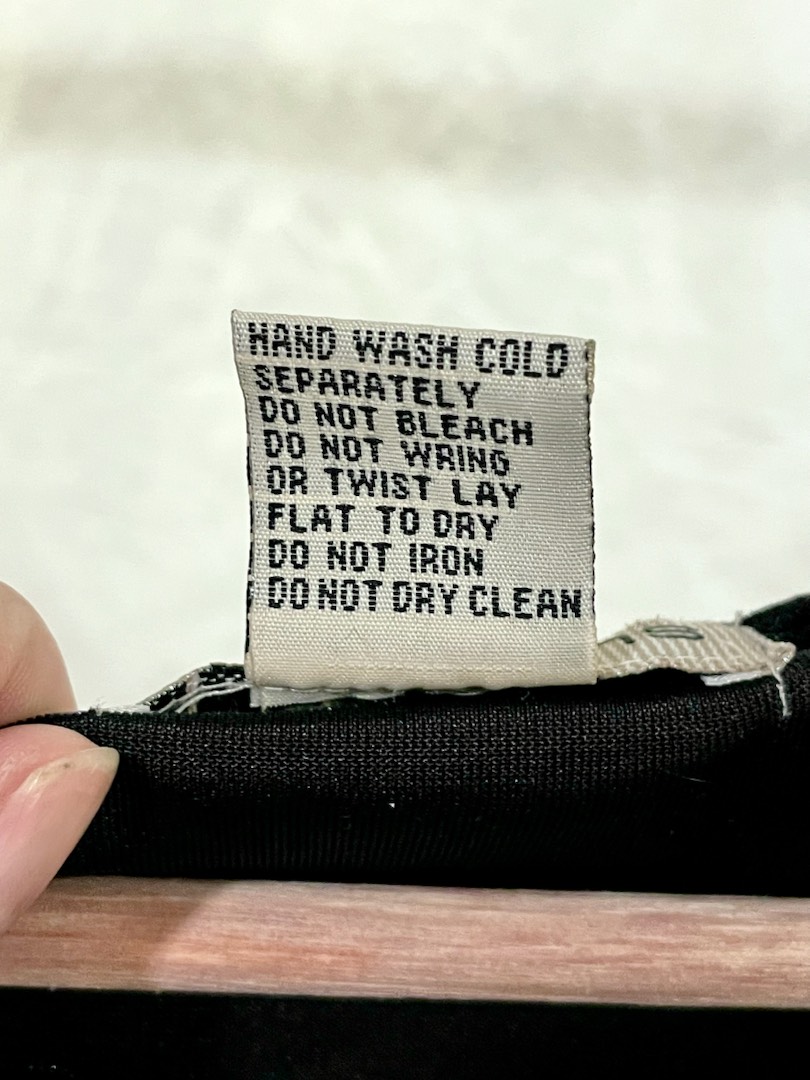 HAND WASH COLD
SEPARATELY
DO NOT BLEACH
DO NOT WRING
OR TWIST LAY
FLAT TO DRY
DO NOT IRON
DO NOT DRY CLEAN